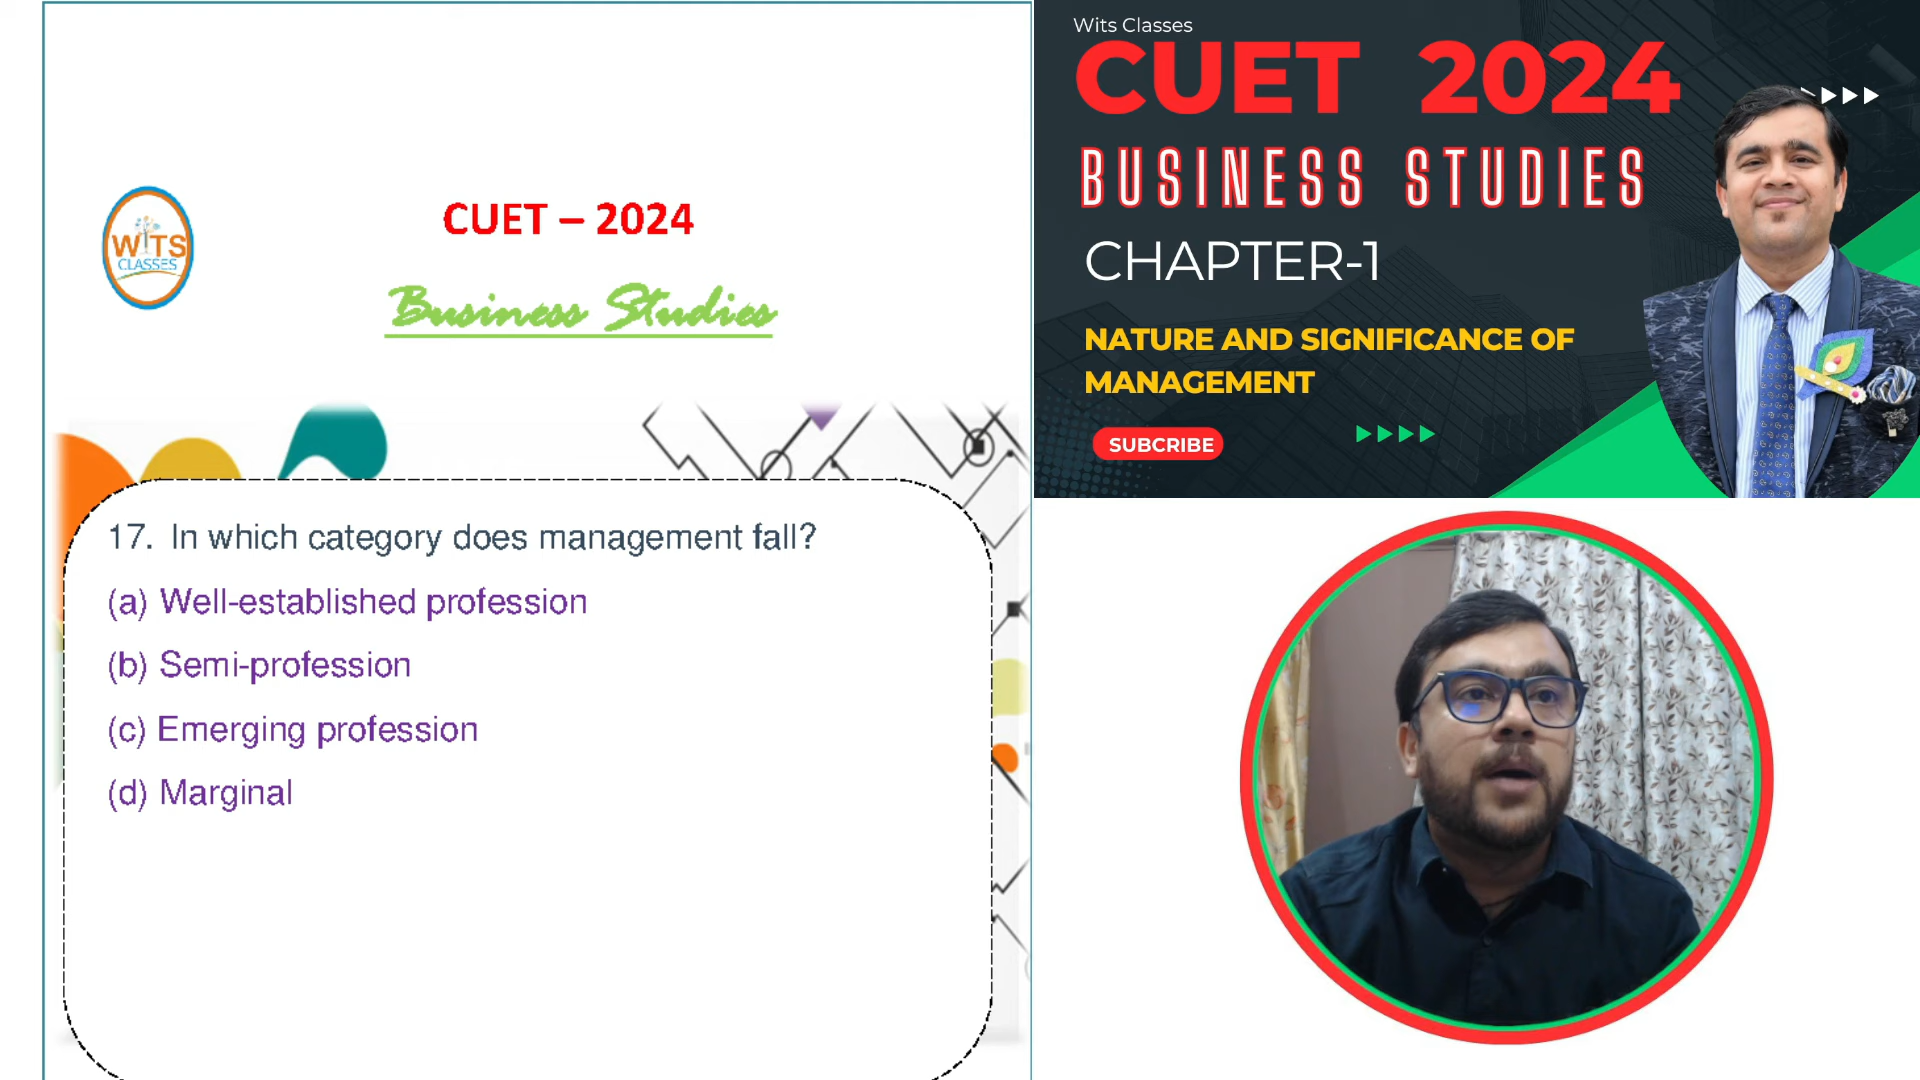 WITS
CLASSES
CUET – 2024
Business Studies
17. In which category does management fall?
(a) Well-established profession
(b) Semi-profession
(c) Emerging profession
(d) Marginal
Wits Classes
CUET 2024
BUSINESS STUDIES
CHAPTER-1
NATURE AND SIGNIFICANCE OF
MANAGEMENT
SUBCRIBE